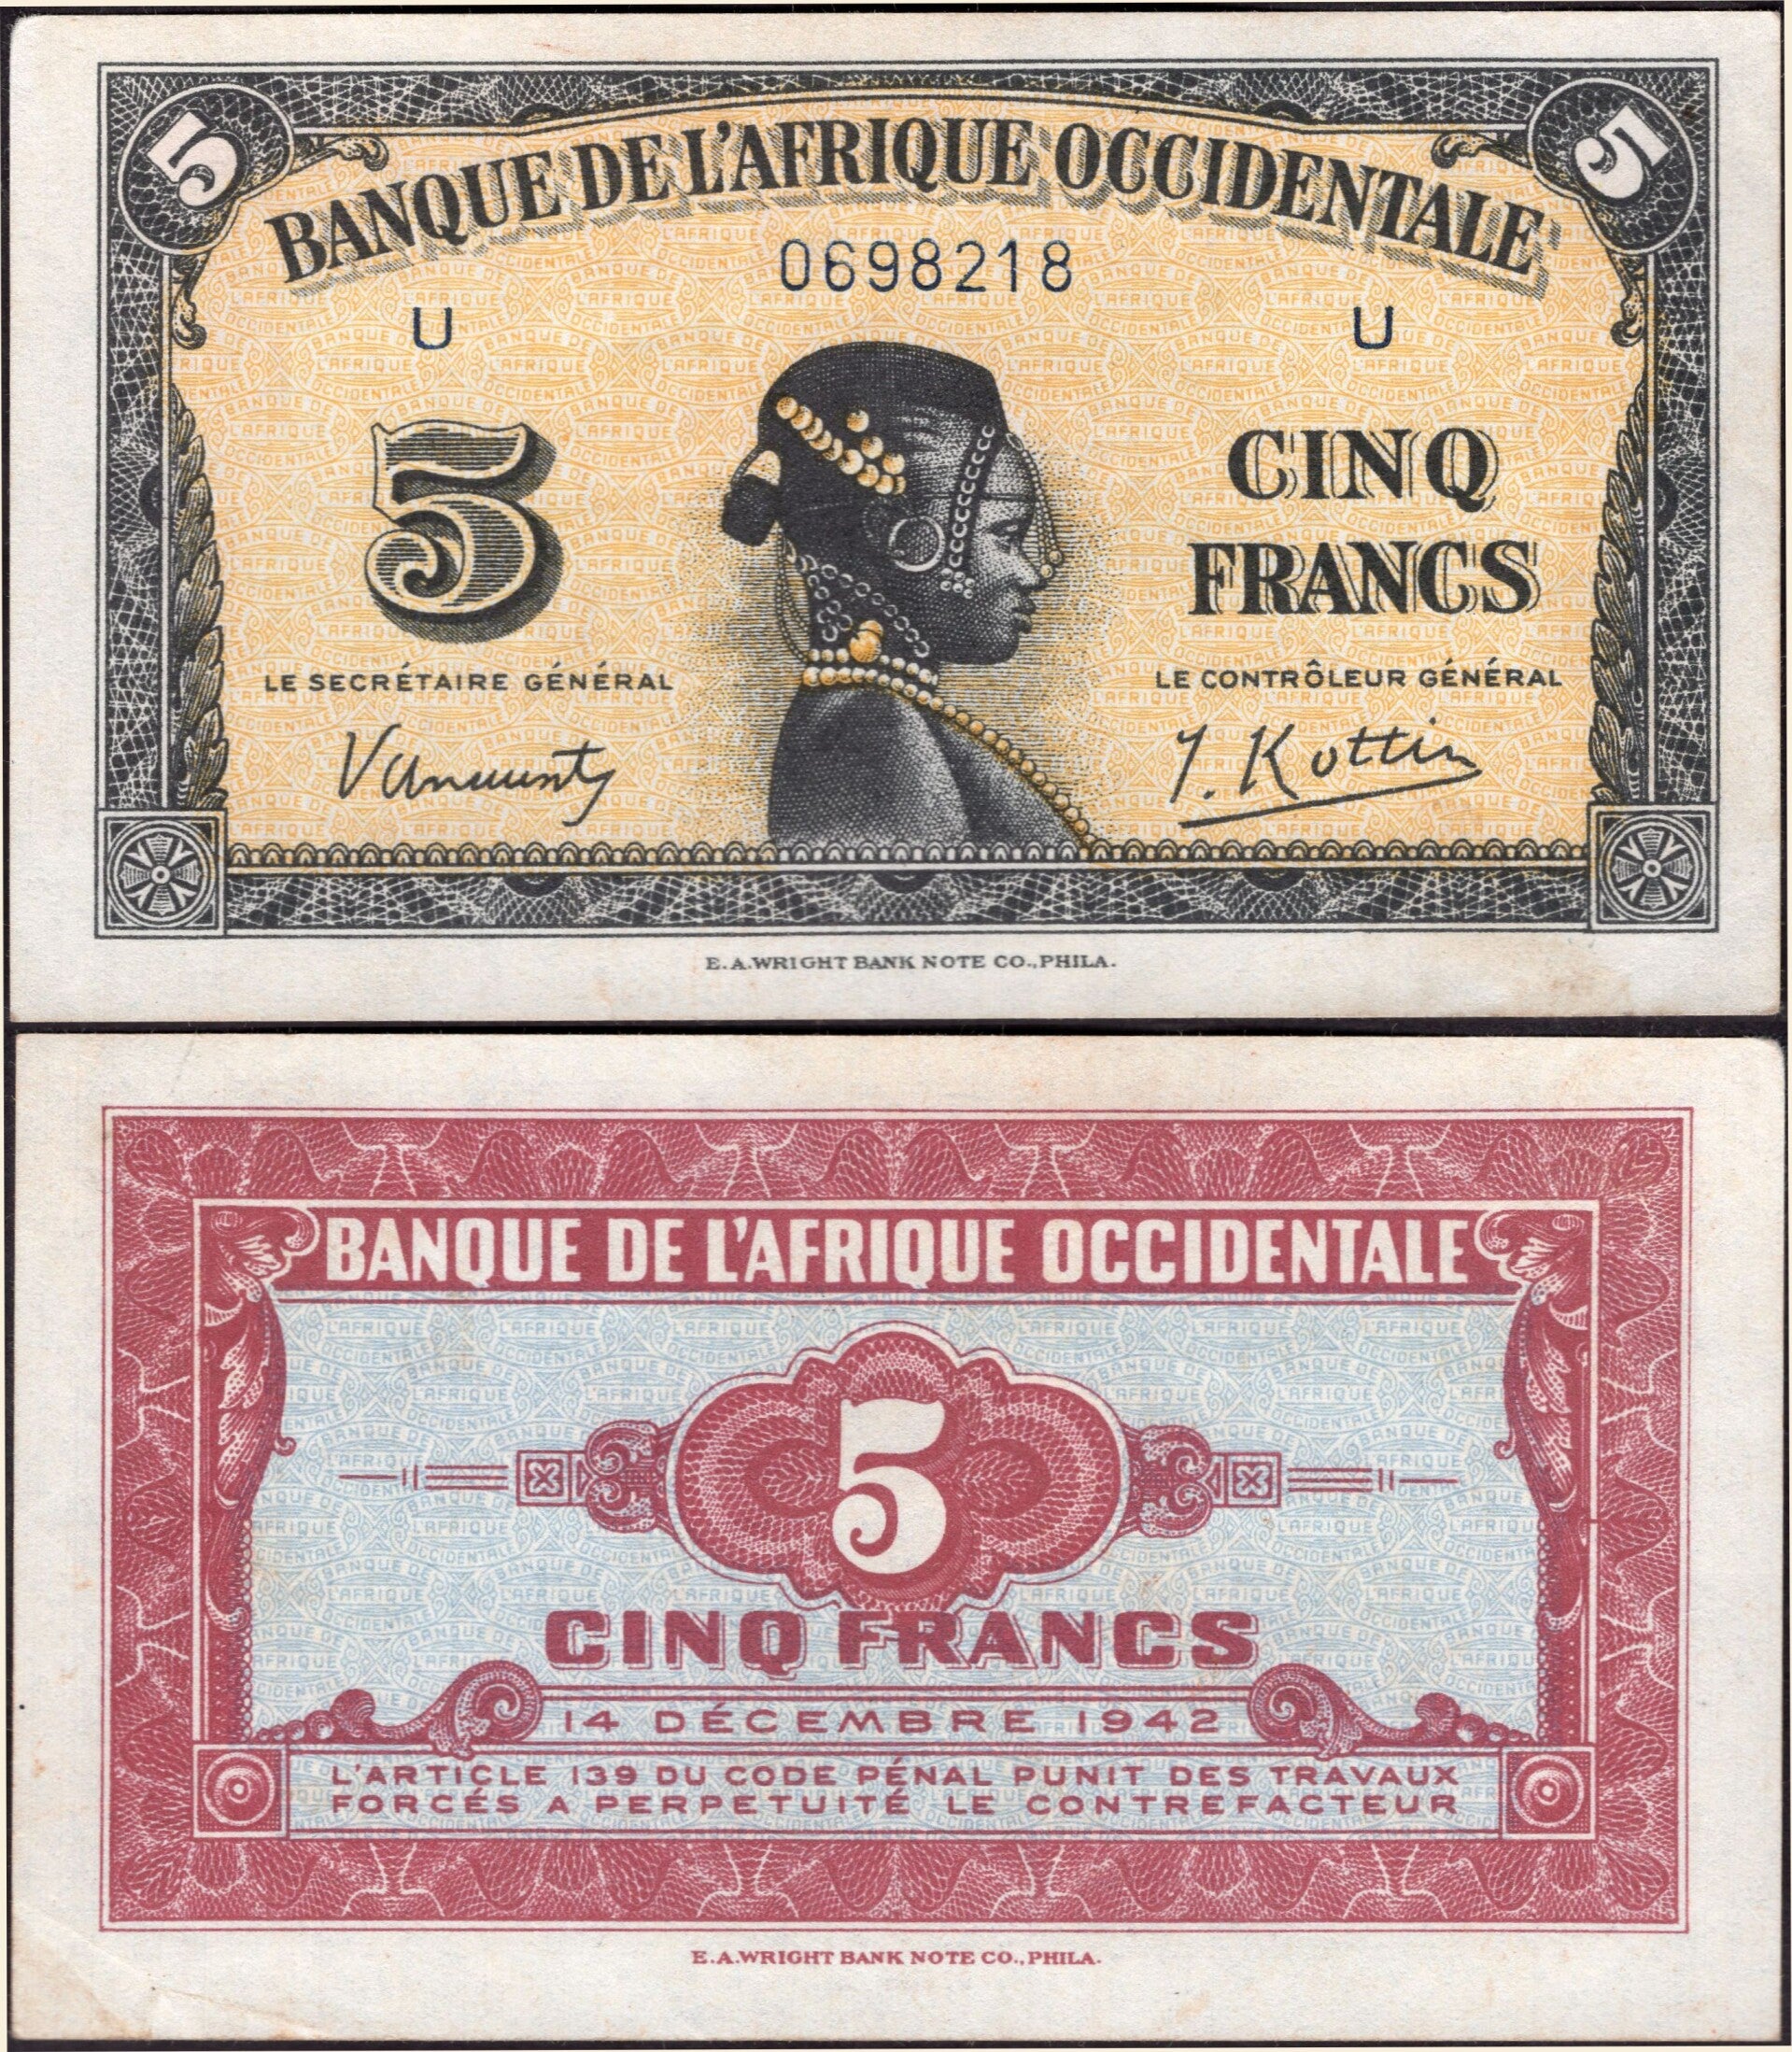 5
5
BANQUE DE L'AFRIQUE OCCIDENTALE
0698218
U
U
5
CINQ
FRANCS
LE SECRÉTAIRE GÉNÉRAL
LE CONTRÔLEUR GÉNÉRAL
E.A.WRIGHT BANK NOTE CO., PHILA.
BANQUE DE L'AFRIQUE OCCIDENTALE
5
CINQ FRANCS
14 DÉCEMBRE 1942
L'ARTICLE 139 DU CODE PÉNAL PUNIT DES TRAVAUX
FORCÉS A PERPETUITÉ LE CONTREFACTEUR
E.A.WRIGHT BANK NOTE CO., PHILA.